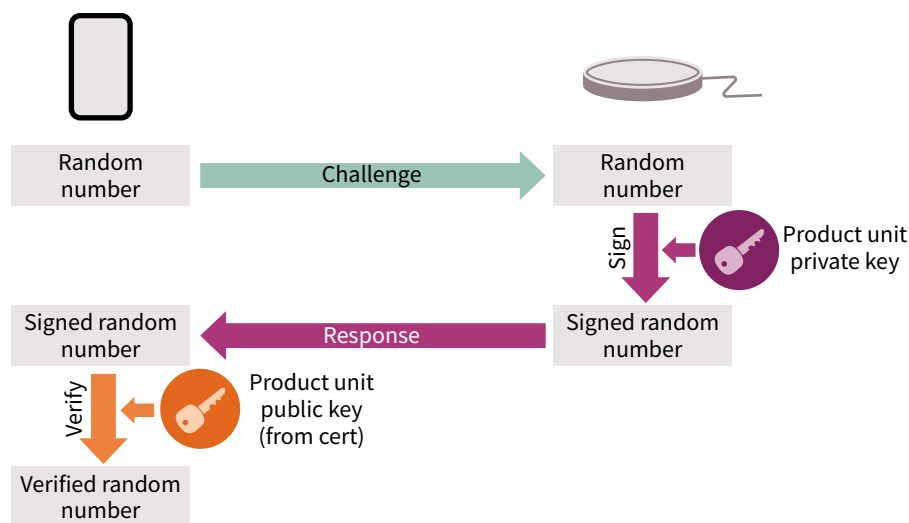 Random
number
Challenge
Random
number
Sign
Product unit
private key
Signed random
number
Response
Signed random
number
Verify
Product unit
public key
(from cert)
Verified random
number